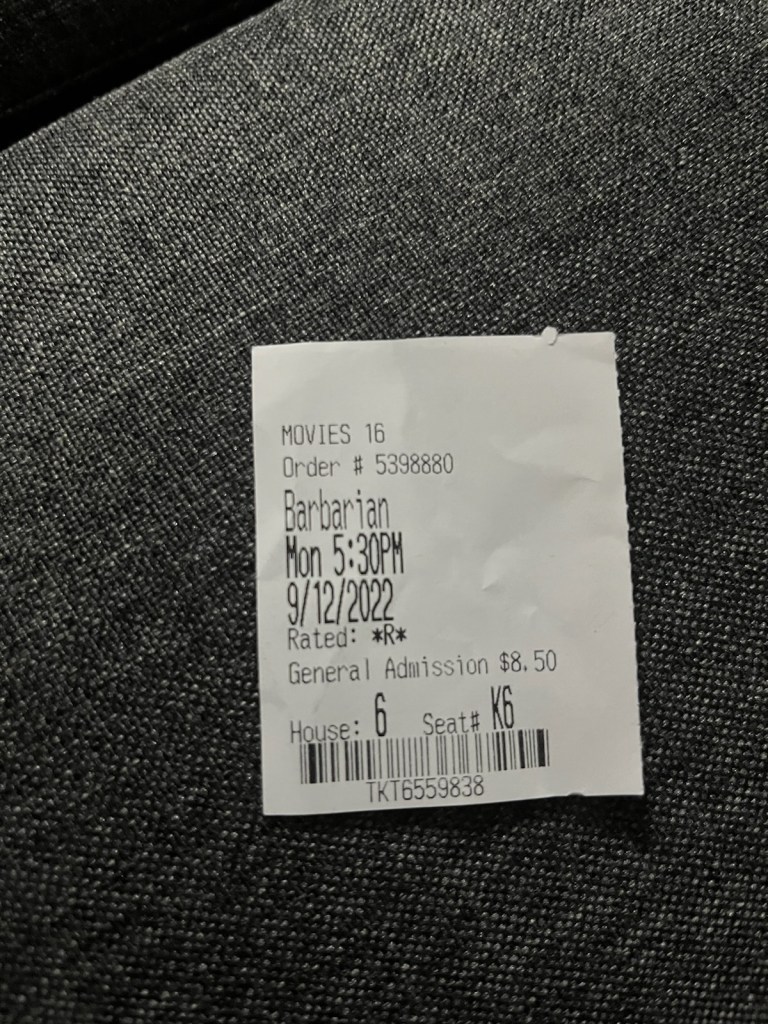 MOVIES 16
Order # 5398880
Barbarian
Mon 5:30PM
9/12/2022
Rated: *R*
General Admission $8.50
House: 6 Seat# K6
TKT6559838